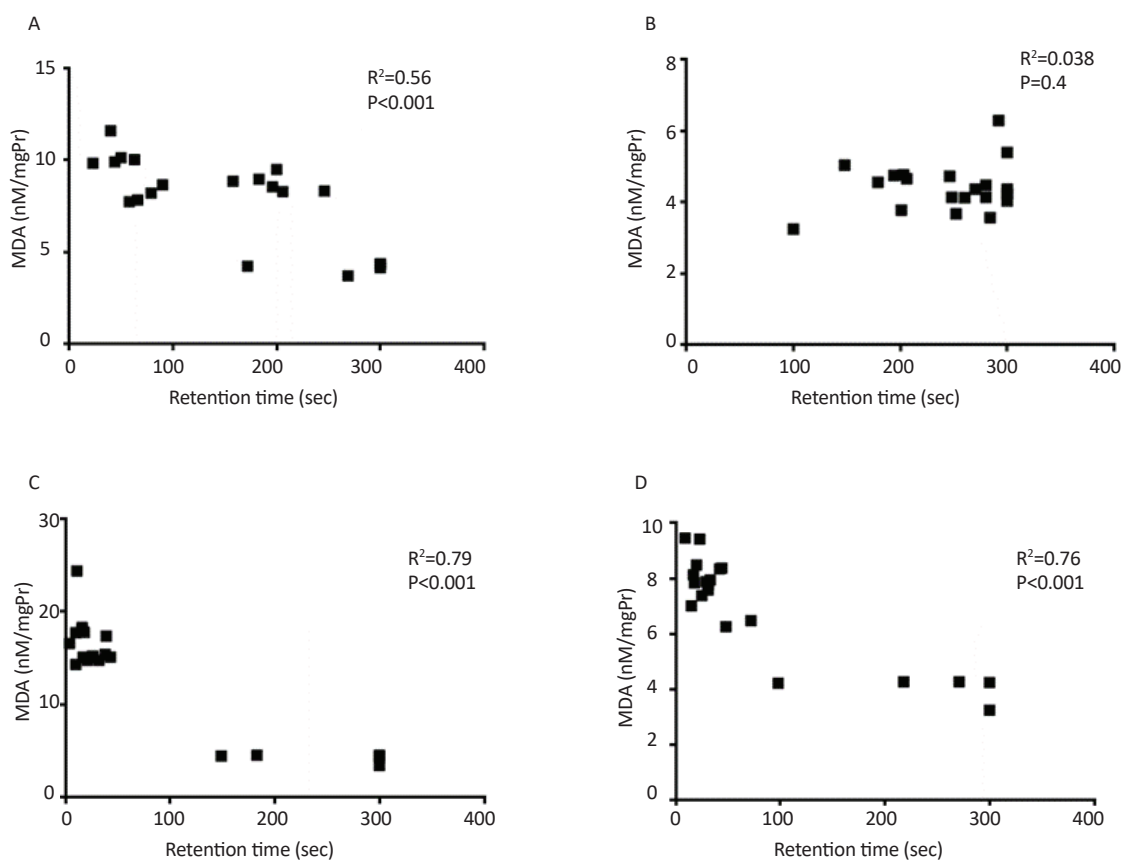 A
R²=0.56
P<0.001
15
10
5
0
MDA (nM/mgPr)
0 100 200 300 400
Retention time (sec)
B
R²=0.038
P=0.4
8
6
4
2
0
MDA (nM/mgPr)
0 100 200 300 400
Retention time (sec)
C
R²=0.79
P<0.001
30
20
10
0
MDA (nM/mgPr)
0 100 200 300 400
Retention time (sec)
D
R²=0.76
P<0.001
10
8
6
4
2
0
MDA (nM/mgPr)
0 100 200 300 400
Retention time (sec)